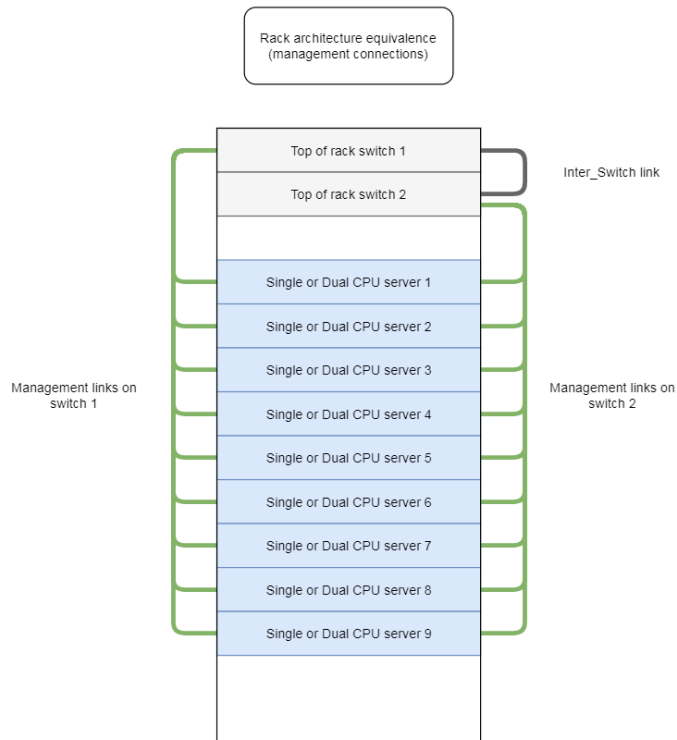 Rack architecture equivalence
(management connections)
Top of rack switch 1
Inter_Switch link
Top of rack switch 2
Single or Dual CPU server 1
Single or Dual CPU server 2
Single or Dual CPU server 3
Management links on
switch 1
Management links on
switch 2
Single or Dual CPU server 4
Single or Dual CPU server 5
Single or Dual CPU server 6
Single or Dual CPU server 7
Single or Dual CPU server 8
Single or Dual CPU server 9